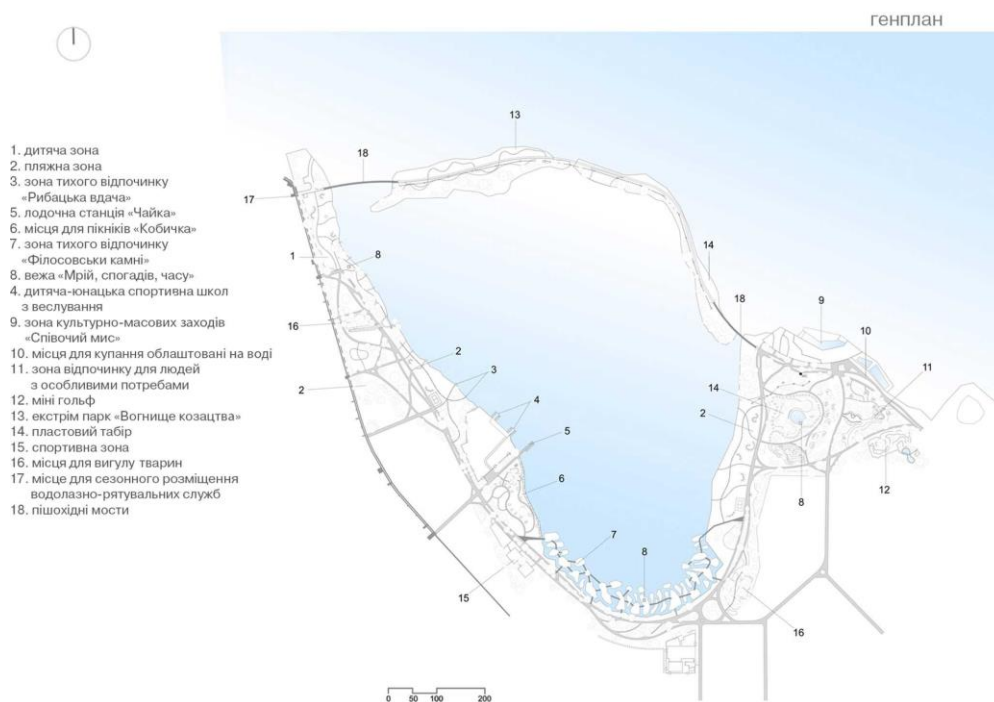 генплан
1. дитяча зона
2. пляжна зона
3. зона тихого відпочинку
«Рибацька вдача»
5. лодочна станція «Чайка»
6. місця для пікніків «Кобичка»
7. зона тихого відпочинку
«Філосовськи камні»
8. вежа «Мрій, спогадів, часу»
4. дитяча-юнацька спортивна школ
з веслування
9. зона культурно-масових заходів
«Співочий мис»
10. місця для купання облаштовані на воді
11. зона відпочинку для людей
з особливими потребами
12. міні гольф
13. екстрім парк «Вогнище козацтва»
14. пластовий табір
15. спортивна зона
16. місця для вигулу тварин
17. місце для сезонного розміщення
водолазно-рятувальних служб
18. пішохідні мости
13
18
17
14
1
8
18
9
10
16
11
2
3
14
2
2
4
5
12
6
8
7
8
15
16
0 50 100 200